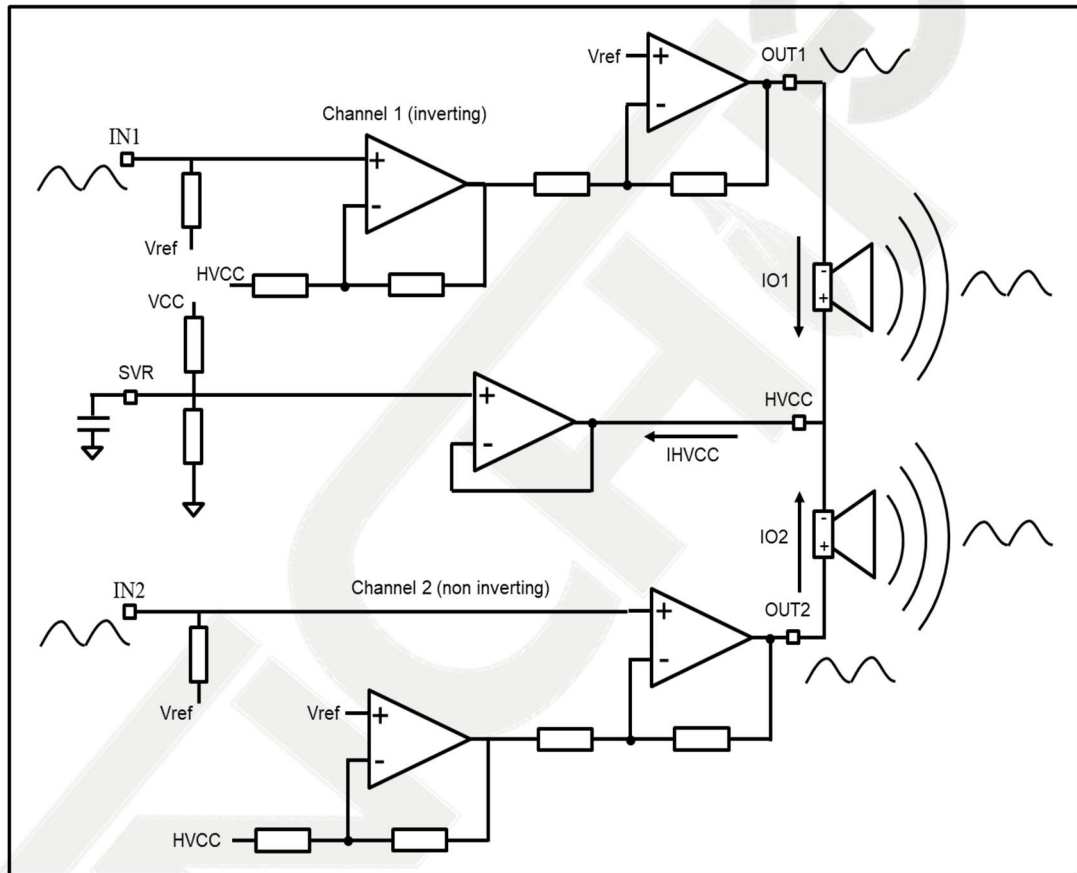 Vref
+
-
OUT1
Channel 1 (inverting)
IN1
+
-
Vref
HVCC
VCC
IO1
-
+
SVR
+
-
HVCC
IHVCC
IO2
-
+
IN2
Channel 2 (non inverting)
+
-
OUT2
Vref
Vref
+
-
HVCC